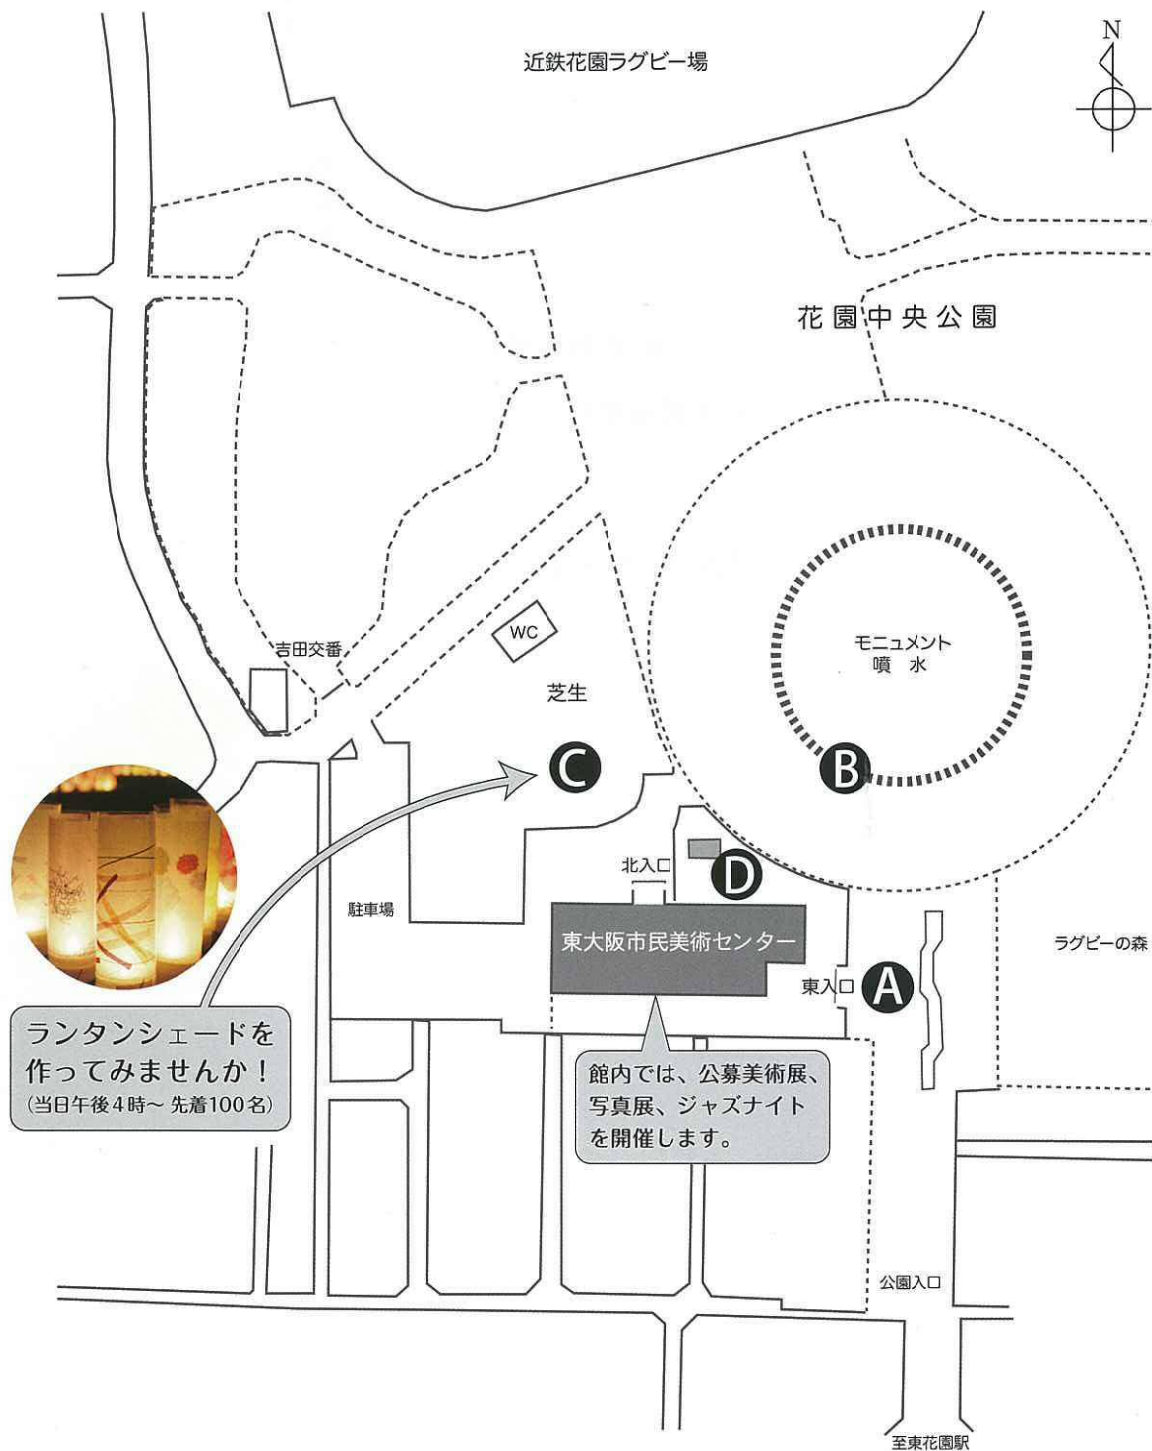 近鉄花園ラグビー場
N
花園中央公園
モニュメント
噴 水
WC
吉田交番
芝生
C
B
北入口
D
駐車場
東大阪市民美術センター
ラグビーの森
東入口
A
ランタンシェードを
作ってみませんか！
（当日午後4時～ 先着100名）
館内では、公募美術展、
写真展、ジャズナイト
を開催します。
公園入口
至東花園駅